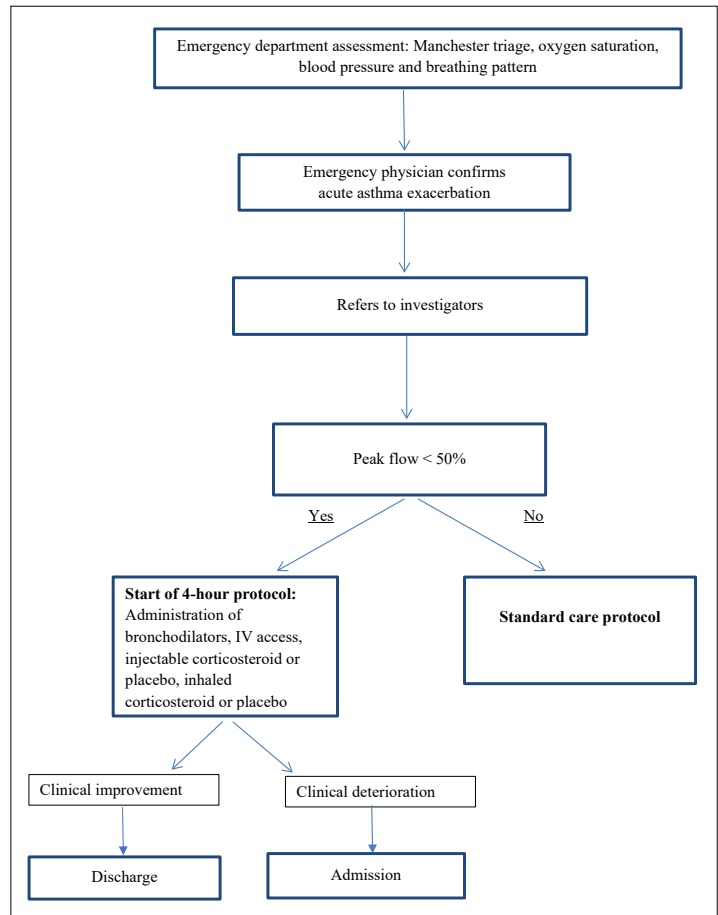 Emergency department assessment: Manchester triage, oxygen saturation,
blood pressure and breathing pattern
Emergency physician confirms
acute asthma exacerbation
Refers to investigators
Peak flow < 50%
Yes
No
Start of 4-hour protocol:
Administration of
bronchodilators, IV access,
injectable corticosteroid or
placebo, inhaled
corticosteroid or placebo
Standard care protocol
Clinical improvement
Clinical deterioration
Discharge
Admission